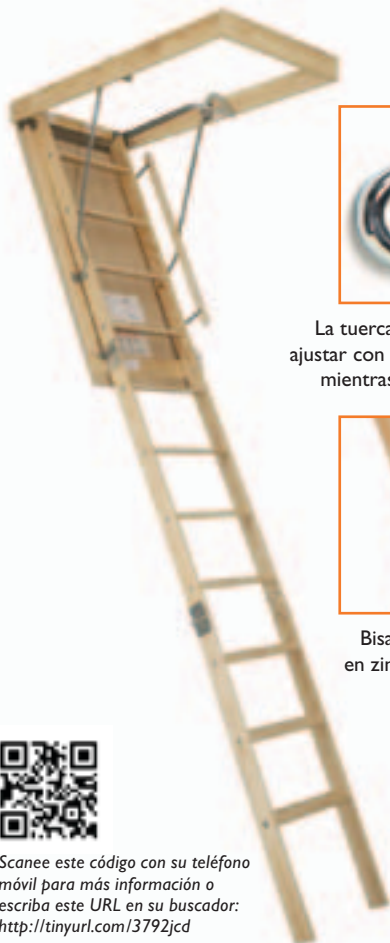 La tuerca
ajustar con
mientras
Bisa
en zin
Scanee este código con su teléfono
móvil para más información o
escriba este URL en su buscador:
http://tinyurl.com/3792jcd